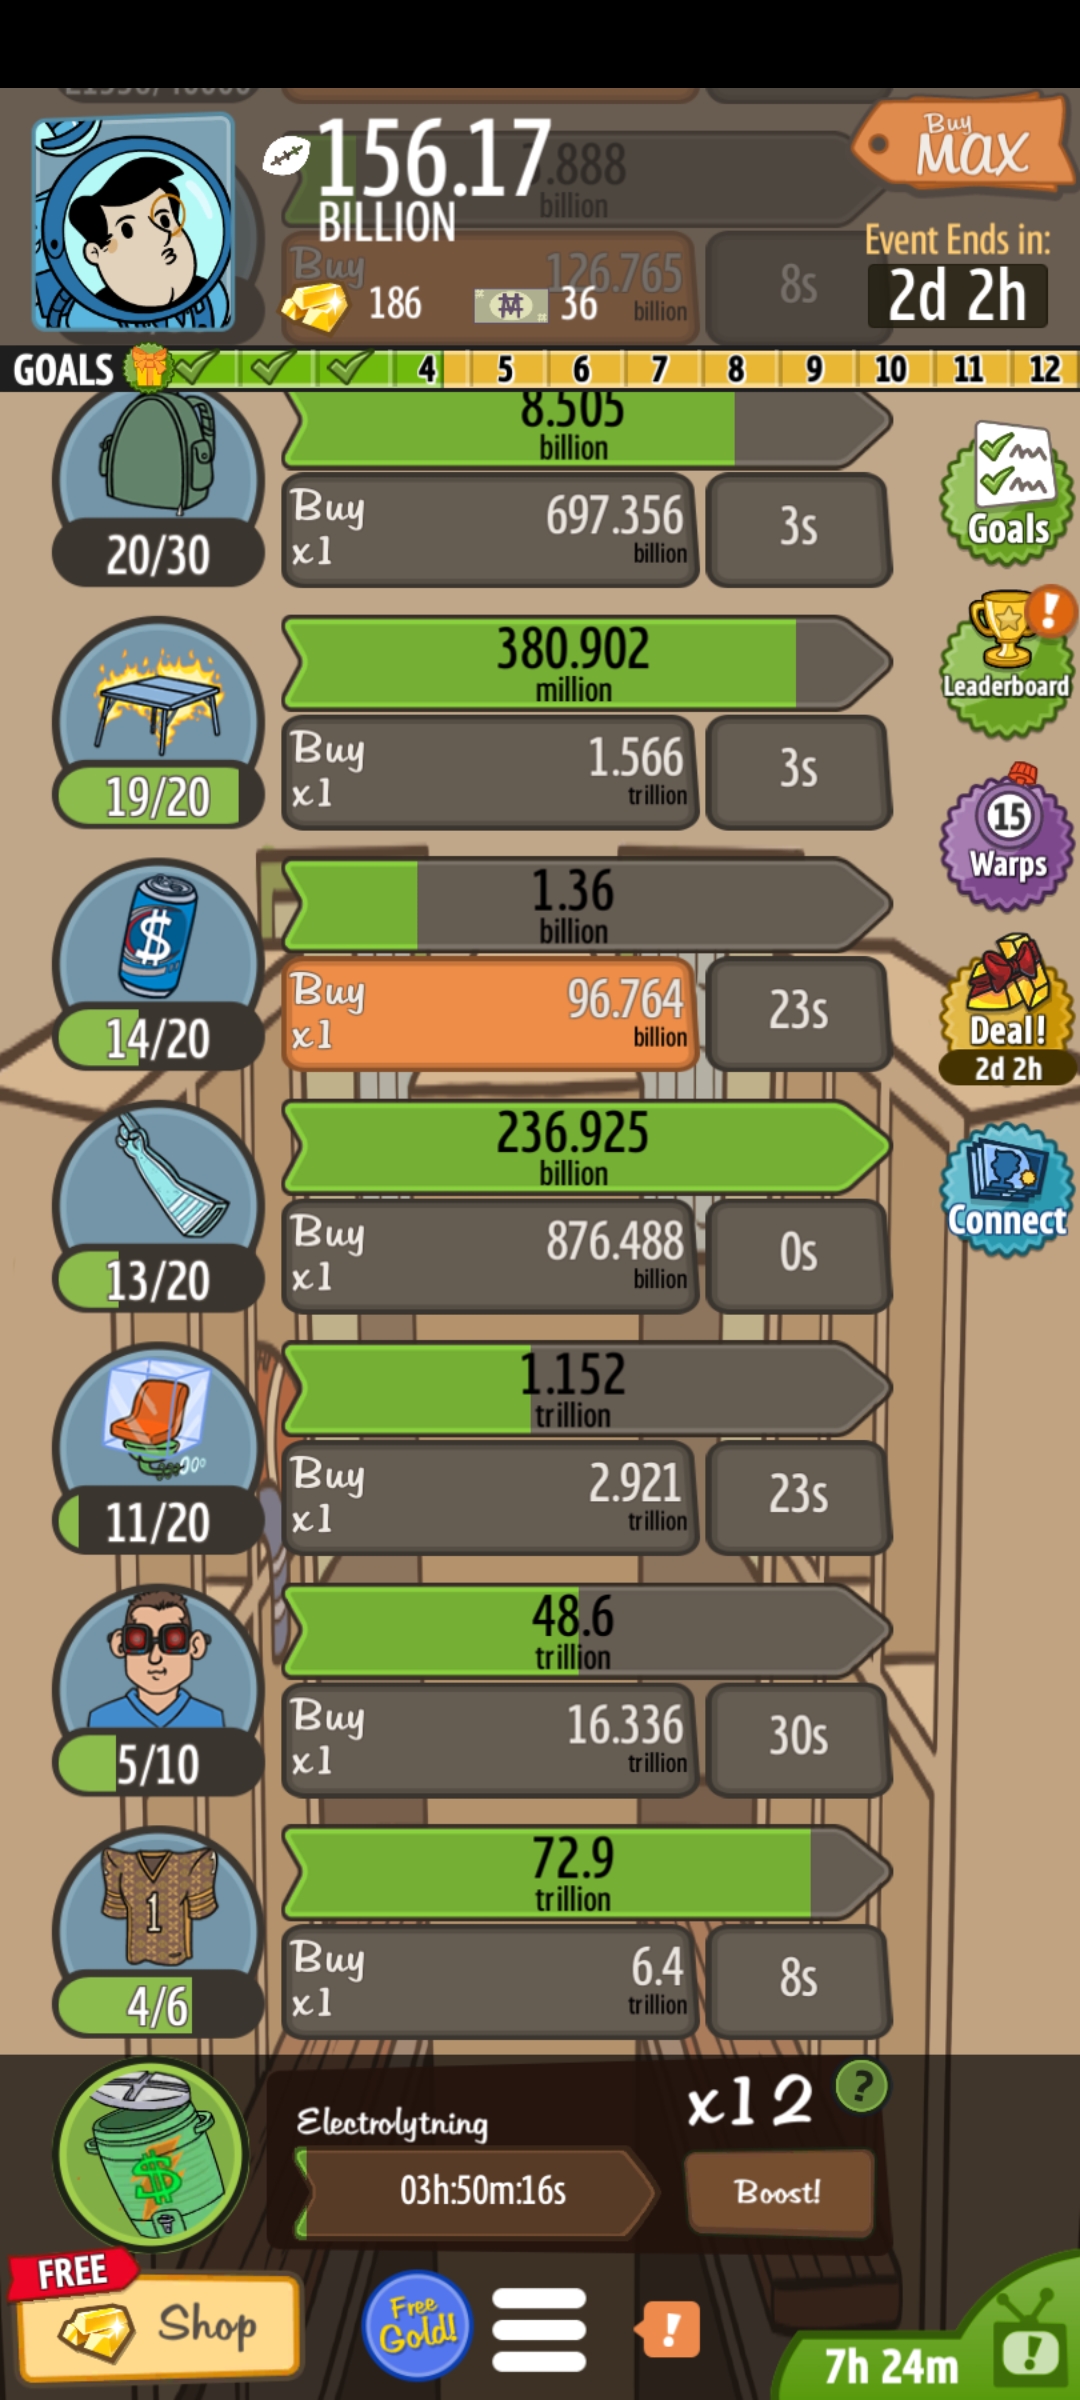 156.17
BILLION
Buy
MAX
.888
billion
Buy
126.765
billion
8s
Event Ends in:
2d 2h
186
36
GOALS
4 5 6 7 8 9 10 11 12
8.505
billion
Buy
x1
697.356
billion
3s
20/30
Goals
380.902
million
Buy
x1
1.566
trillion
3s
19/20
Leaderboard
15
Warps
1.36
billion
Buy
x1
96.764
billion
23s
$
14/20
Deal!
2d 2h
236.925
billion
Buy
x1
876.488
billion
0s
13/20
Connect
1.152
trillion
Buy
x1
2.921
trillion
23s
11/20
48.6
trillion
Buy
x1
16.336
trillion
30s
5/10
72.9
trillion
Buy
x1
6.4
trillion
8s
1
4/6
Electrolytning
x12
?
$
03h:50m:16s
Boost!
FREE
Shop
Free
Gold!
!
7h 24m
!